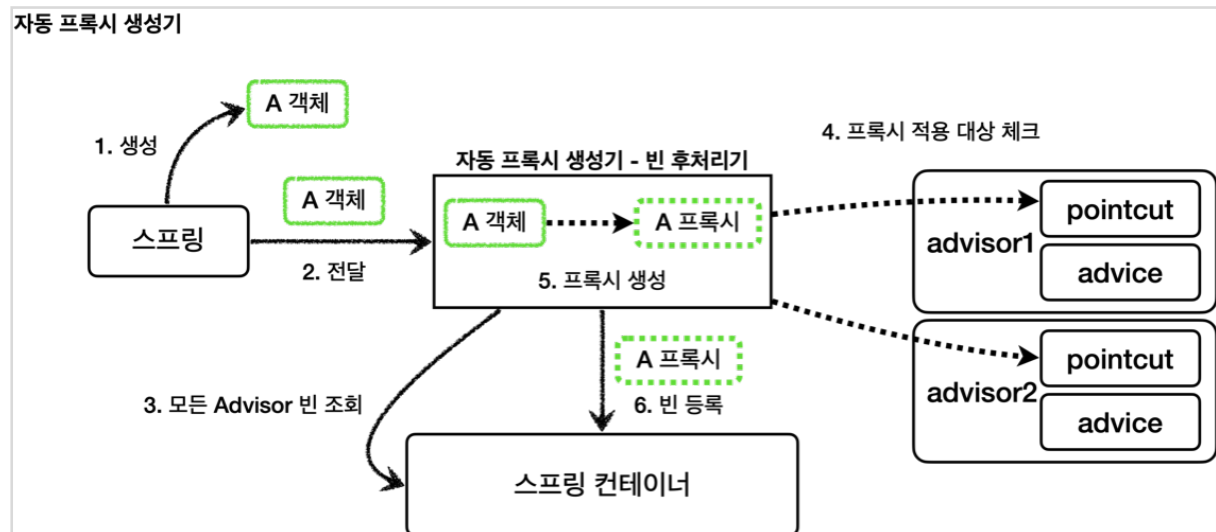 자동 프록시 생성기
A 객체
1. 생성
4. 프록시 적용 대상 체크
자동 프록시 생성기 - 빈 후처리기
A 객체
스프링
2. 전달
A 객체
A 프록시
5. 프록시 생성
advisor1
pointcut
advice
advisor2
pointcut
advice
3. 모든 Advisor 빈 조회
A 프록시
6. 빈 등록
스프링 컨테이너